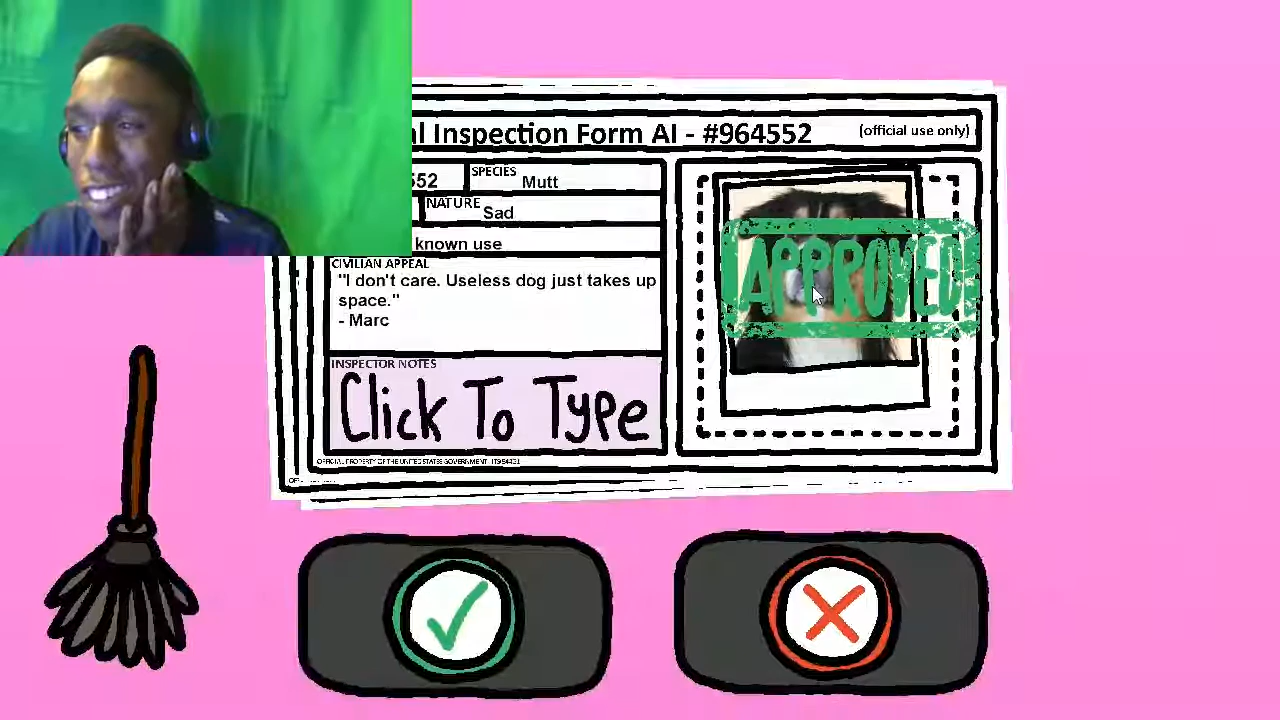 al Inspection Form AI - #964552
(official use only)
552
SPECIES Mutt
NATURE Sad
known use
CIVILIAN APPEAL
"I don't care. Useless dog just takes up
space."
- Marc
INSPECTOR NOTES
Click To Type
APPROVED